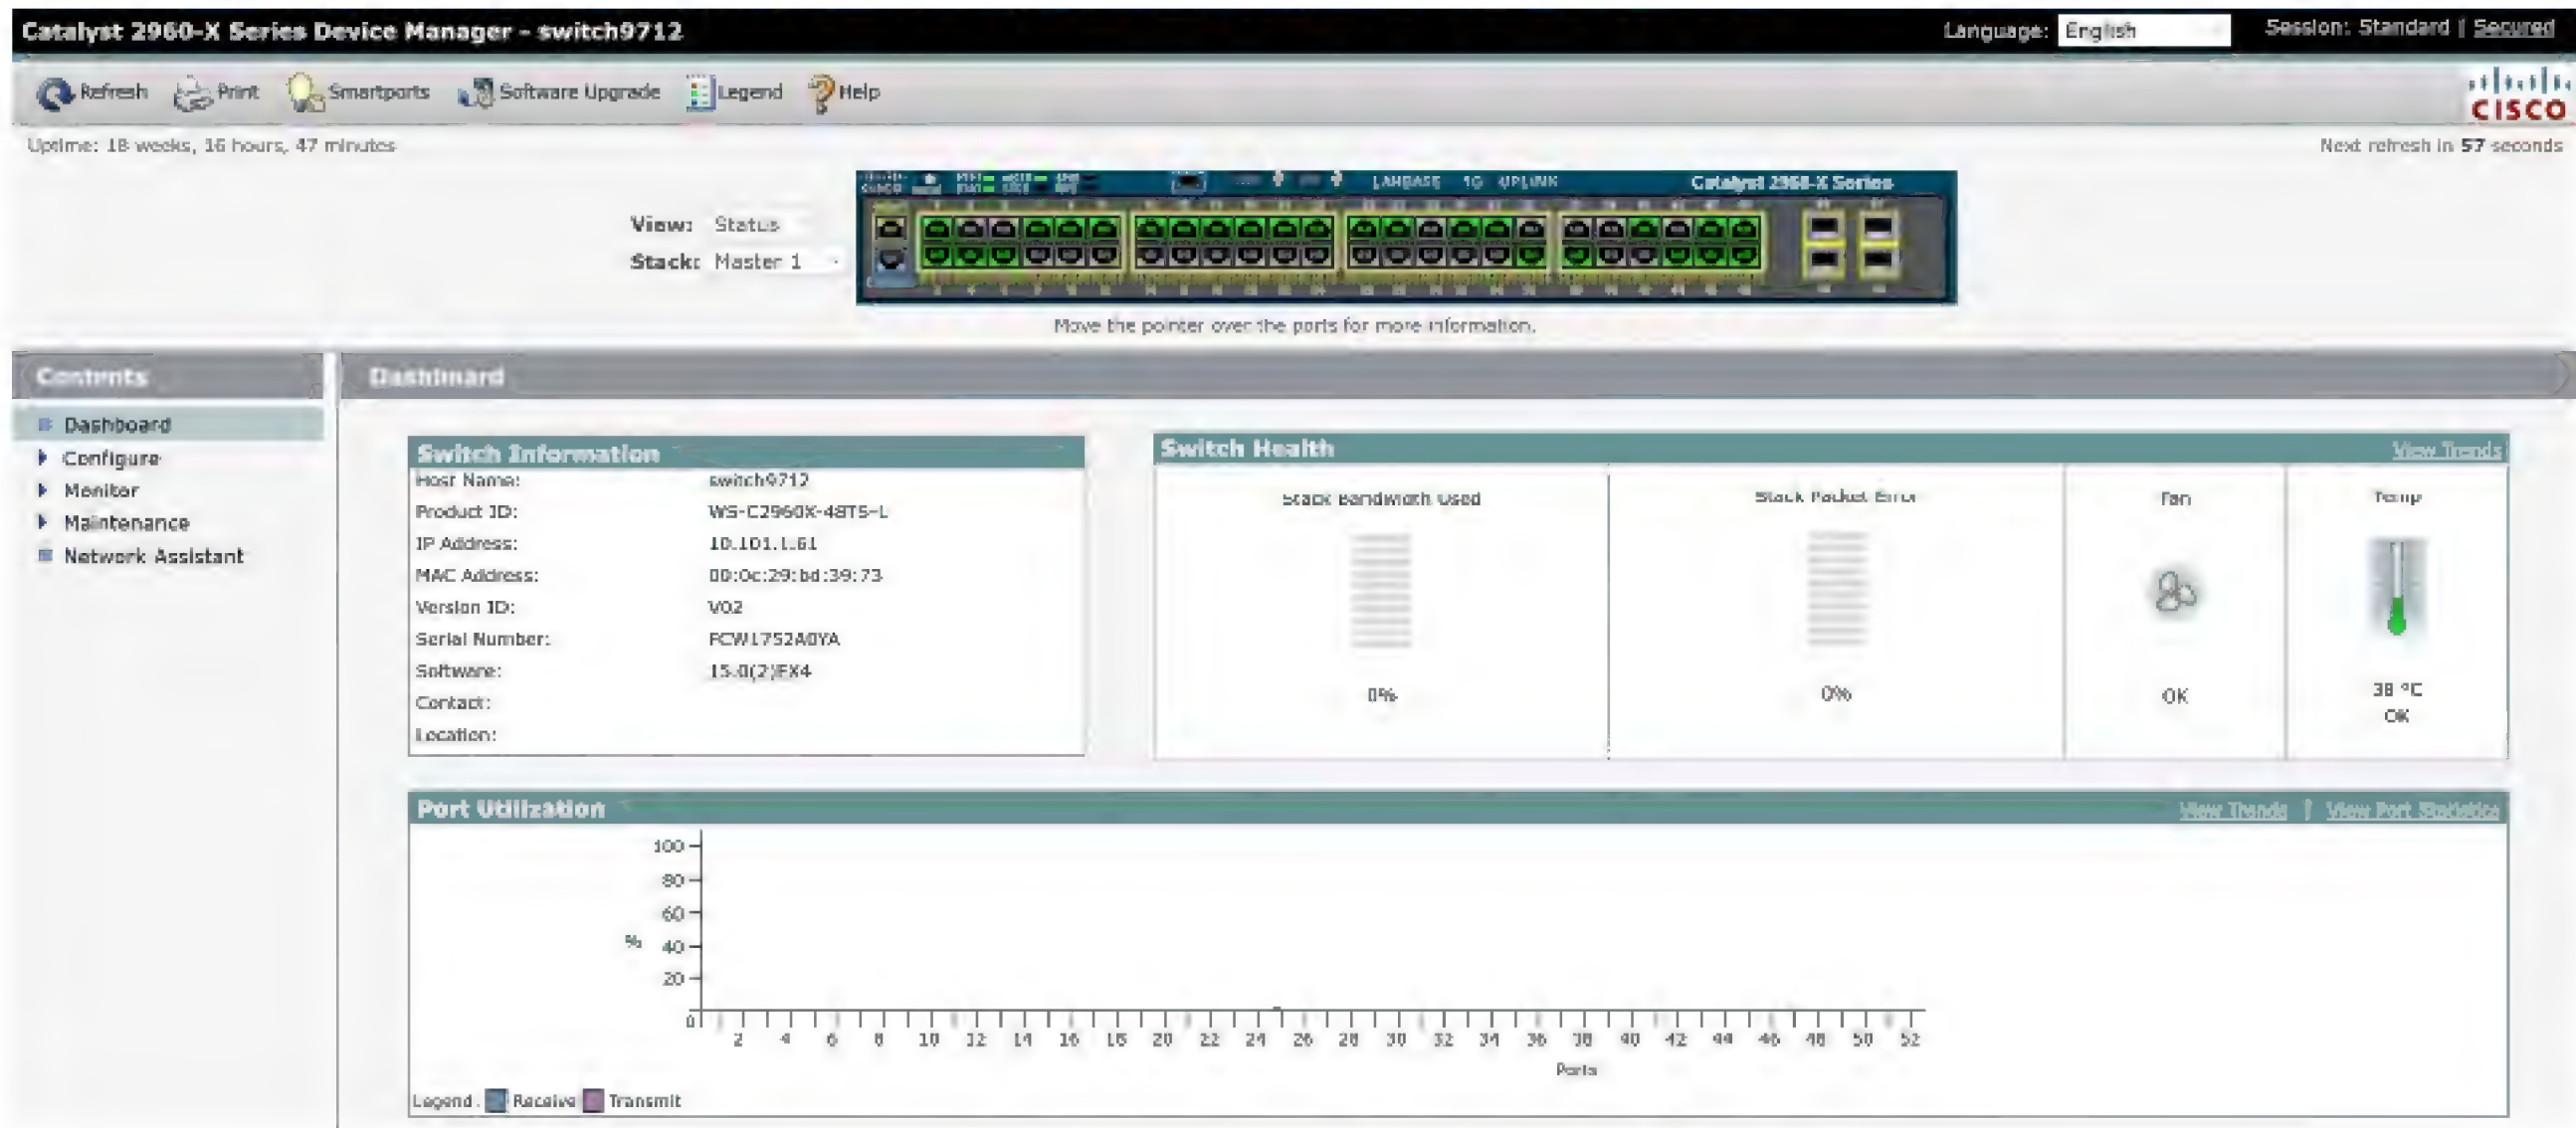 Catalyst 2960-X Series Device Manager - switch9712
Language: English
Session: Standard | Secured
Refresh Print Smartports Software Upgrade Legend Help
CISCO
Uptime: 18 weeks, 16 hours, 47 minutes
Next refresh in 57 seconds
LANBASE 1G UPLINK
Catalyst 2960-X Series
View: Status
Stack: Master 1
Move the pointer over the ports for more information.
Contents
Dashboard
Dashboard
Configure
Monitor
Maintenance
Network Assistant
Switch Information
Host Name: switch9712
Product ID: WS-C2960X-48TS-L
IP Address: 10.101.1.61
MAC Address: 00:0c:29:bd:39:73
Version ID: V02
Serial Number: FCW1752A0YA
Software: 15.0(2)EX4
Contact:
Location:
Switch Health
View Trends
Stack Bandwidth Used
Stack Packet Error
Fan
Temp
0%
0%
OK
38 °C
OK
Port Utilization
View Trends | View Port Statistics
100
80
60
% 40
20
0
2 4 6 8 10 12 14 16 18 20 22 24 26 28 30 32 34 36 38 40 42 44 46 48 50 52
Ports
Legend: Receive Transmit